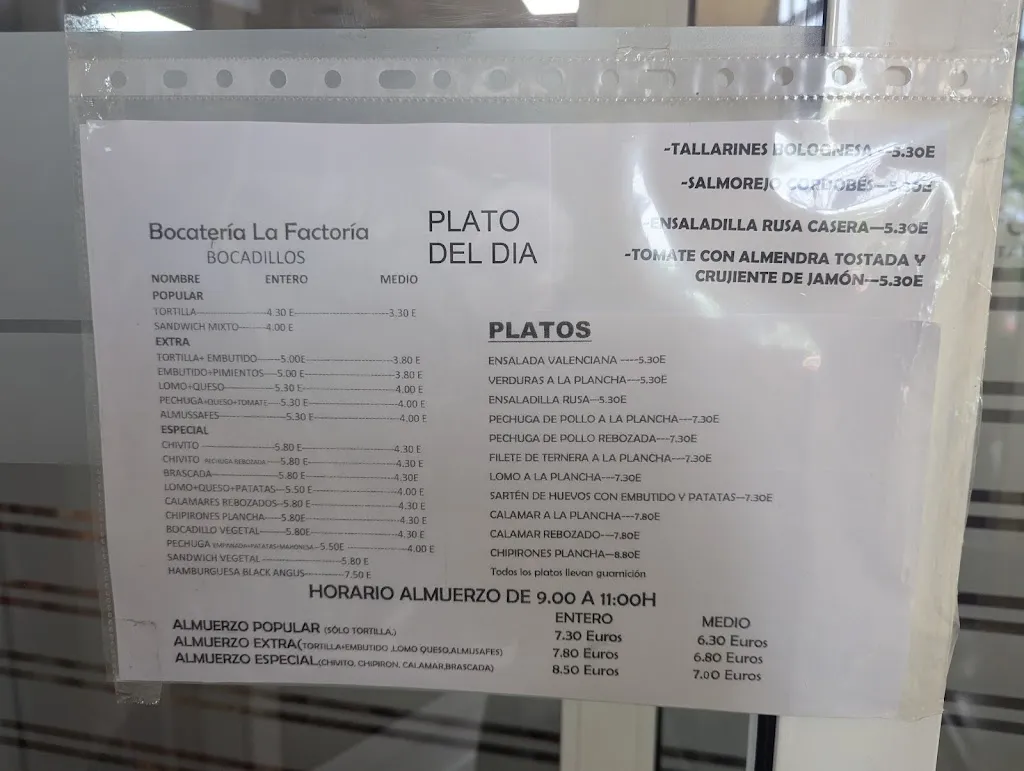 Bocatería La Factoría
BOCADILLOS
NOMBRE ENTERO MEDIO
POPULAR
TORTILLA----4.30 E----3.30 E
SANDWICH MIXTO----4.00 E
EXTRA
TORTILLA+ EMBUTIDO----5.00E----3.80 E
EMBUTIDO+PIMIENTOS----5.00 E----3.80 E
LOMO+QUESO----5.30 E----4.00 E
PECHUGA+QUESO+TOMATE----5.30 E----4.00 E
ALMUSSAFES----5.30 E----4.00 E
ESPECIAL
CHIVITO----5.80 E----4.30 E
CHIVITO PECHUGA REBOZADA----5.80 E----4.30 E
BRASCADA----5.80 E----4.30E
LOMO+QUESO+PATATAS--5.50 E----4.00 E
CALAMARES REBOZADOS--5.80 E----4.30 E
CHIPIRONES PLANCHA----5.80E----4.30 E
BOCADILLO VEGETAL----5.80E----4.30 E
PECHUGA EMPANADA+PATATAS+MAHONESA--5.50E----4.00 E
SANDWICH VEGETAL----5.80 E
HAMBURGUESA BLACK ANGUS----7.50 E
PLATO
DEL DIA
-TALLARINES BOLOGNESA--5.30E
-SALMOREJO CORDOBÉS--
-ENSALADILLA RUSA CASERA--5.30E
-TOMATE CON ALMENDRA TOSTADA Y
CRUJIENTE DE JAMÓN--5.30E
PLATOS
ENSALADA VALENCIANA ----5.30E
VERDURAS A LA PLANCHA---5.30E
ENSALADILLA RUSA--5.30E
PECHUGA DE POLLO A LA PLANCHA---7.30E
PECHUGA DE POLLO REBOZADA---7.30E
FILETE DE TERNERA A LA PLANCHA---7.30E
LOMO A LA PLANCHA---7.30E
SARTÉN DE HUEVOS CON EMBUTIDO Y PATATAS--7.30E
CALAMAR A LA PLANCHA---7.80E
CALAMAR REBOZADO--7.80E
CHIPIRONES PLANCHA--8.80E
Todos los platos llevan guarnición
HORARIO ALMUERZO DE 9.00 A 11:00H
ENTERO MEDIO
ALMUERZO POPULAR (SÓLO TORTILLA,) 7.30 Euros 6.30 Euros
ALMUERZO EXTRA(TORTILLA+EMBUTIDO ,LOMO QUESO,ALMUSAFES) 7.80 Euros 6.80 Euros
ALMUERZO ESPECIAL(CHIVITO, CHIPIRON, CALAMAR,BRASCADA) 8.50 Euros 7.00 Euros